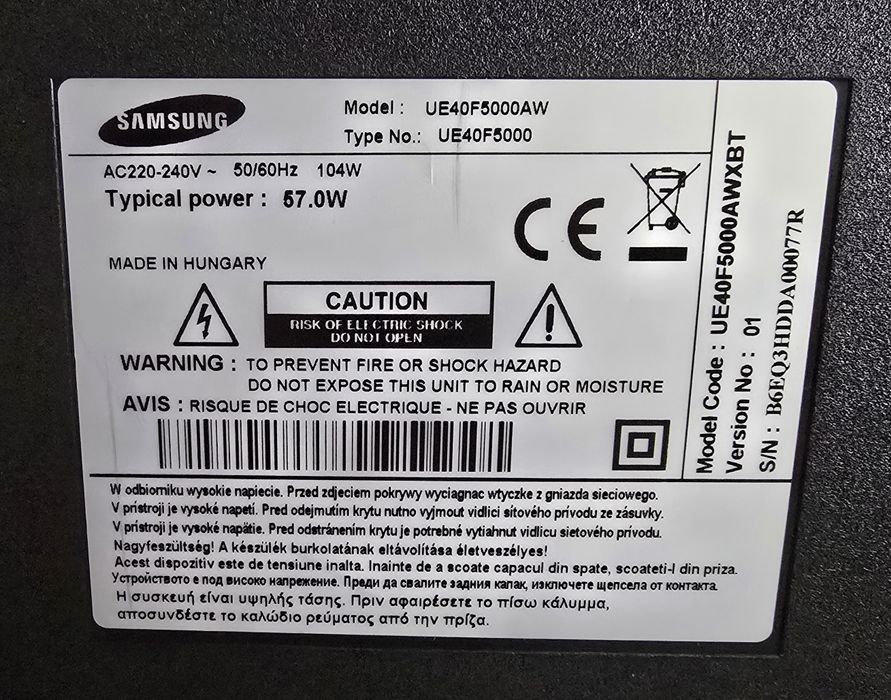 SAMSUNG
Model : UE40F5000AW
Type No.: UE40F5000
AC220-240V ~ 50/60Hz 104W
Typical power : 57.0W
MADE IN HUNGARY
CE
CAUTION
RISK OF ELECTRIC SHOCK
DO NOT OPEN
WARNING : TO PREVENT FIRE OR SHOCK HAZARD
DO NOT EXPOSE THIS UNIT TO RAIN OR MOISTURE
AVIS : RISQUE DE CHOC ELECTRIQUE - NE PAS OUVRIR
Model Code : UE40F5000AWXBT
Version No : 01
S/N : B6EQ3HDDA00077R
W odbiorniku wysokie napiecie. Przed zdjeciem pokrywy wyciagnac wtyczke z gniazda sieciowego.
V prístroji je vysoké napetí. Pred odejmutím krytu nutno vyjmout vidlici sítového prívodu ze zásuvky.
V prístroji je vysoké napätie. Pred odstránením krytu je potrebné vytiahnut vidlicu sietového prívodu.
Nagyfeszültség! A készülék burkolatának eltávolítása életveszélyes!
Acest dispozitiv este de tensiune inalta. Inainte de a scoate capacul din spate, scoateti-l din priza.
Устройството е под високо напрежение. Преди да свалите задния капак, изключете щепсела от контакта.
Η συσκευή είναι υψηλής τάσης. Πριν αφαιρέσετε το πίσω κάλυμμα,
αποσυνδέστε το καλώδιο ρεύματος από την πρίζα.